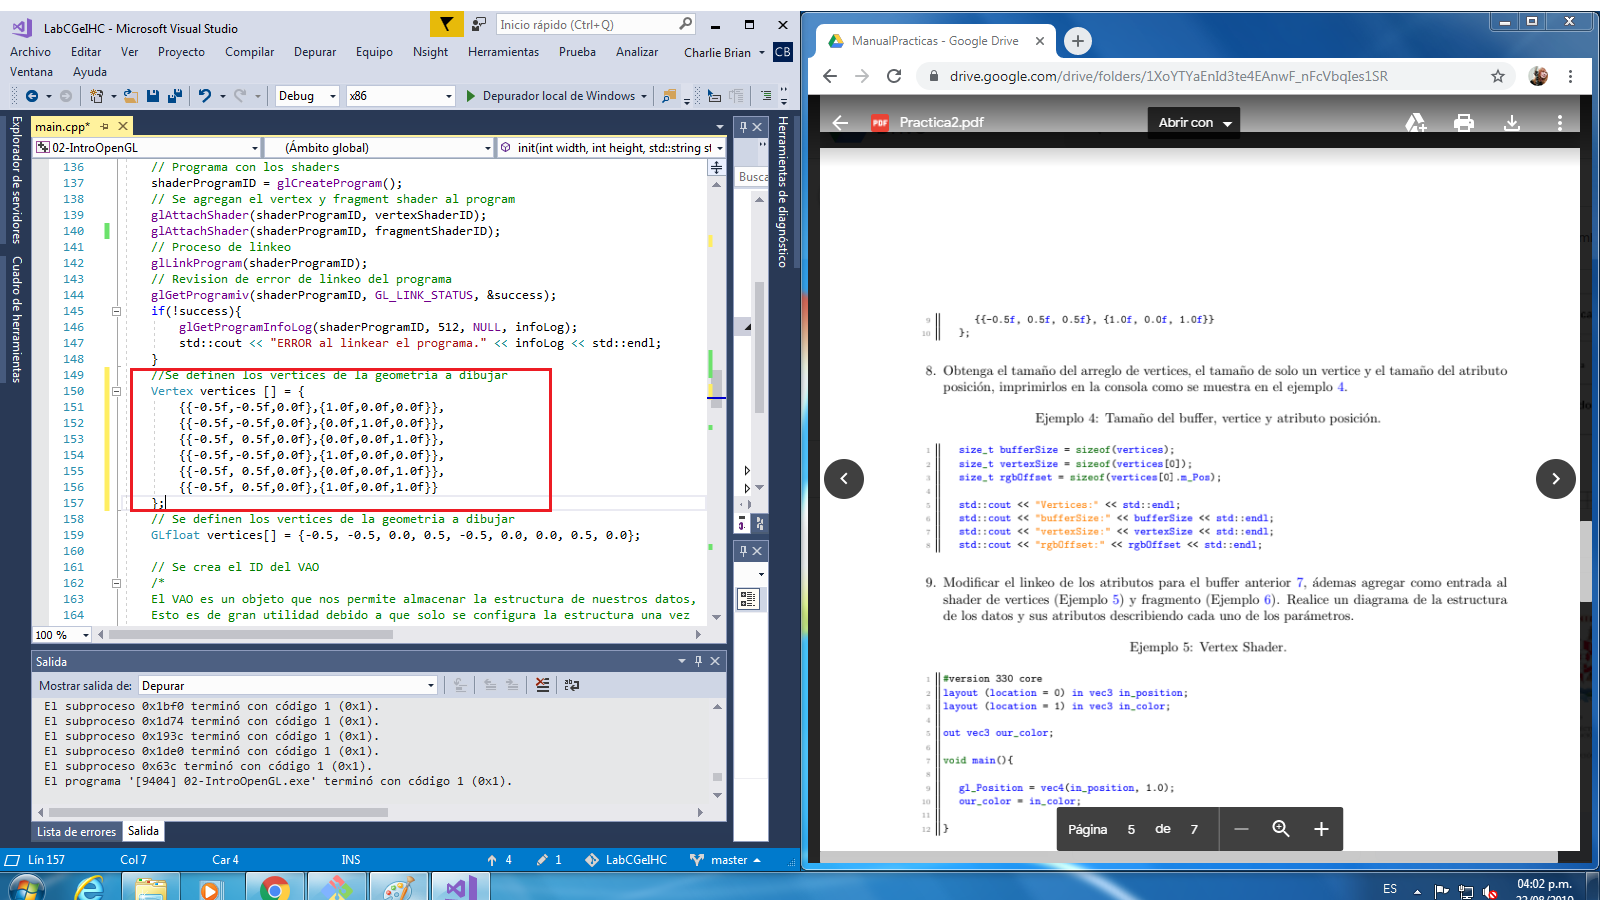 LabCGeIHC - Microsoft Visual Studio
Inicio rápido (Ctrl+Q)
Archivo Editar Ver Proyecto Compilar Depurar Equipo Nsight Herramientas Prueba Analizar Charlie Brian CB
Ventana Ayuda
Debug x86 Depurador local de Windows
Explorador de servidores
Cuadro de herramientas
main.cpp*
02-IntroOpenGL (Ámbito global) init(int width, int height, std::string st
136 // Programa con los shaders
137 shaderProgramID = glCreateProgram();
138 // Se agregan el vertex y fragment shader al program
139 glAttachShader(shaderProgramID, vertexShaderID);
140 glAttachShader(shaderProgramID, fragmentShaderID);
141 // Proceso de linkeo
142 glLinkProgram(shaderProgramID);
143 // Revision de error de linkeo del programa
144 glGetProgramiv(shaderProgramID, GL_LINK_STATUS, &success);
145 if(!success){
146 glGetProgramInfoLog(shaderProgramID, 512, NULL, infoLog);
147 std::cout << "ERROR al linkear el programa." << infoLog << std::endl;
148 }
149 //Se definen los vertices de la geometria a dibujar
150 Vertex vertices [] = {
151 {{-0.5f,-0.5f,0.0f},{1.0f,0.0f,0.0f}},
152 {{-0.5f,-0.5f,0.0f},{0.0f,1.0f,0.0f}},
153 {{-0.5f, 0.5f,0.0f},{0.0f,0.0f,1.0f}},
154 {{-0.5f,-0.5f,0.0f},{1.0f,0.0f,0.0f}},
155 {{-0.5f, 0.5f,0.0f},{0.0f,0.0f,1.0f}},
156 {{-0.5f, 0.5f,0.0f},{1.0f,0.0f,1.0f}}
157 };
158 // Se definen los vertices de la geometria a dibujar
159 GLfloat vertices[] = {-0.5, -0.5, 0.0, 0.5, -0.5, 0.0, 0.0, 0.5, 0.0};
160
161 // Se crea el ID del VAO
162 /*
163 El VAO es un objeto que nos permite almacenar la estructura de nuestros datos,
164 Esto es de gran utilidad debido a que solo se configura la estructura una vez
100 %
Busca
Herramientas de diagnóstico
Salida
Mostrar salida de: Depurar
El subproceso 0x1bf0 terminó con código 1 (0x1).
El subproceso 0x1d74 terminó con código 1 (0x1).
El subproceso 0x193c terminó con código 1 (0x1).
El subproceso 0x1de0 terminó con código 1 (0x1).
El subproceso 0x63c terminó con código 1 (0x1).
El programa '[9404] 02-IntroOpenGL.exe' terminó con código 1 (0x1).
Lista de errores Salida
Lín 157 Col 7 Car 4 INS 4 1 LabCGeIHC master
ManualPracticas - Google Drive
drive.google.com/drive/folders/1XoYTYaEnId3te4EAnwF_nFcVbqIes1SR
PDF Practica2.pdf Abrir con
9 {{-0.5f, 0.5f, 0.5f}, {1.0f, 0.0f, 1.0f}}
10 };
8. Obtenga el tamaño del arreglo de vertices, el tamaño de solo un vertice y el tamaño del atributo
posición, imprimirlos en la consola como se muestra en el ejemplo 4.
Ejemplo 4: Tamaño del buffer, vertice y atributo posición.
1 size_t bufferSize = sizeof(vertices);
2 size_t vertexSize = sizeof(vertices[0]);
3 size_t rgbOffset = sizeof(vertices[0].m_Pos);
4
5 std::cout << "Vertices:" << std::endl;
6 std::cout << "bufferSize:" << bufferSize << std::endl;
7 std::cout << "vertexSize:" << vertexSize << std::endl;
8 std::cout << "rgbOffset:" << rgbOffset << std::endl;
9. Modificar el linkeo de los atributos para el buffer anterior 7, ádemas agregar como entrada al
shader de vertices (Ejemplo 5) y fragmento (Ejemplo 6). Realice un diagrama de la estructura
de los datos y sus atributos describiendo cada uno de los parámetros.
Ejemplo 5: Vertex Shader.
1 #version 330 core
2 layout (location = 0) in vec3 in_position;
3 layout (location = 1) in vec3 in_color;
4
5 out vec3 our_color;
6
7 void main(){
8
9 gl_Position = vec4(in_position, 1.0);
10 our_color = in_color;
11
12 }
Página 5 de 7
ES 04:02 p.m.